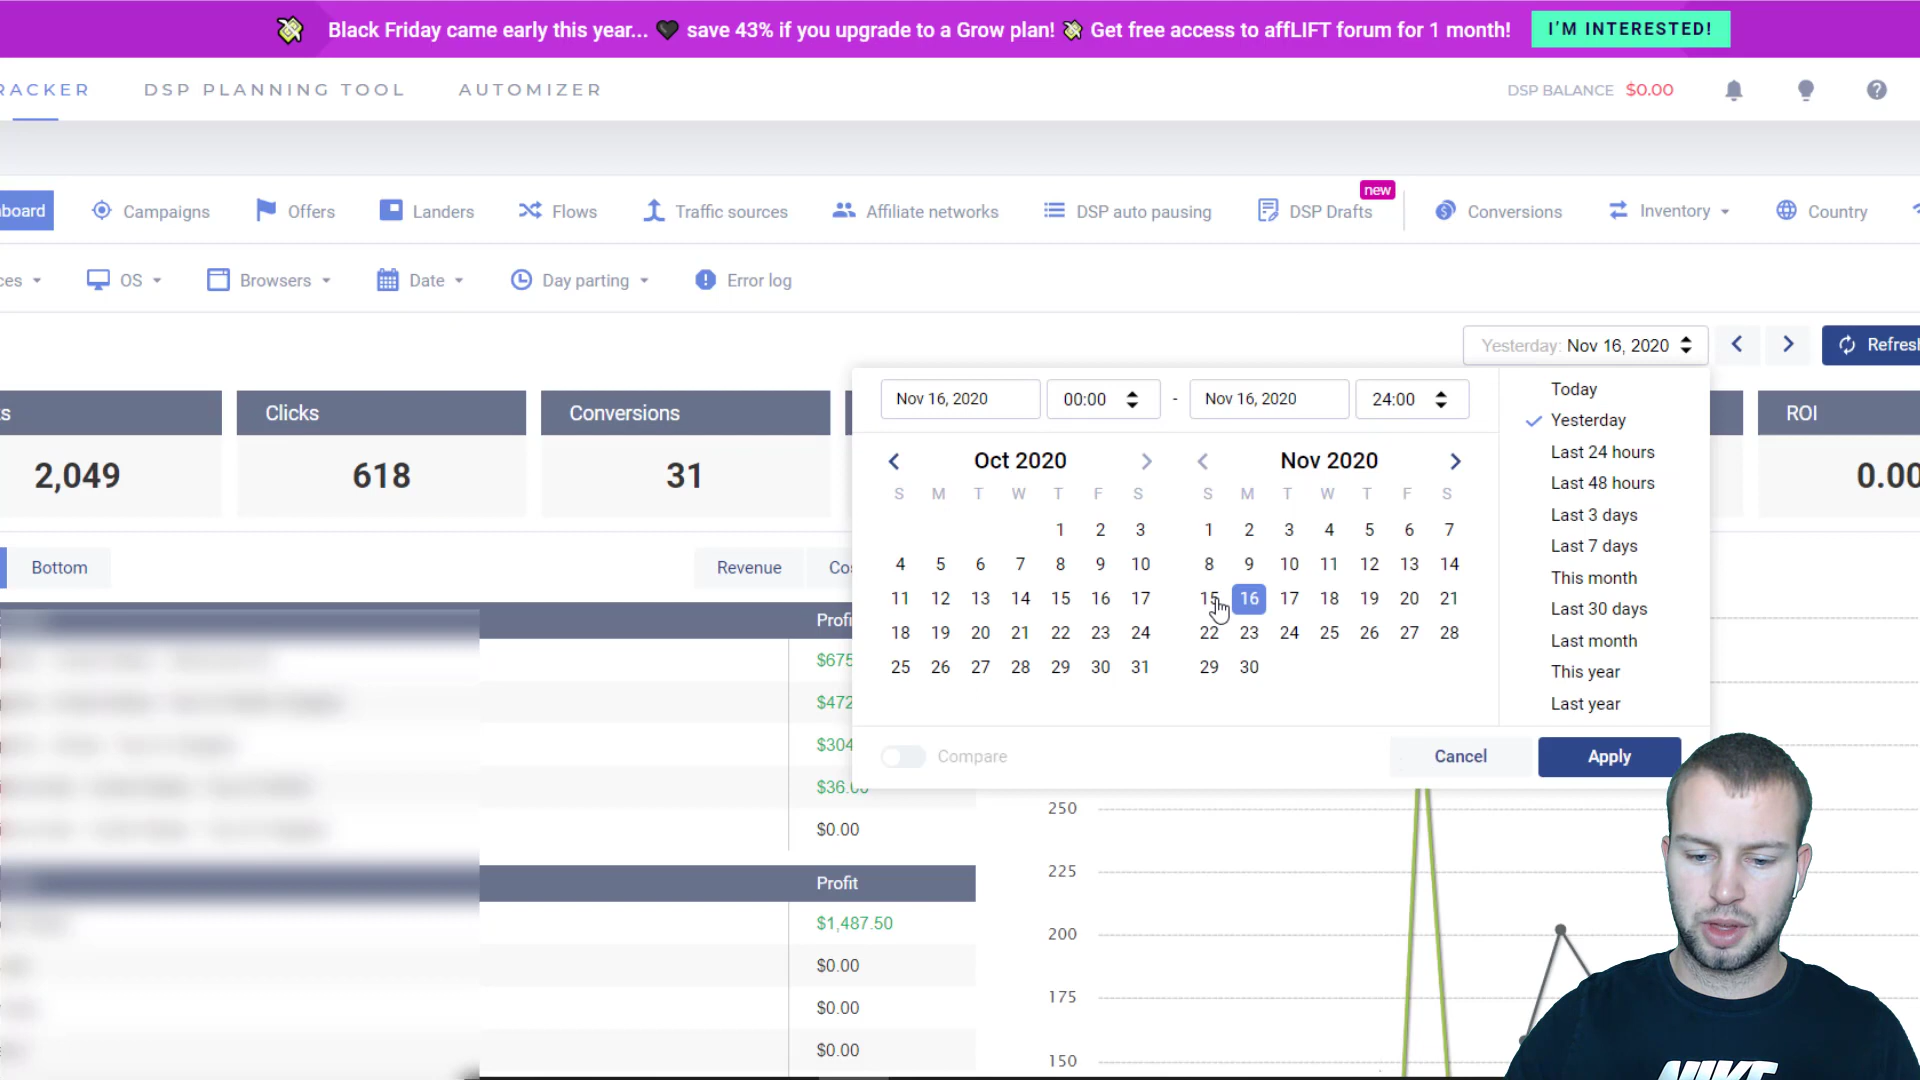 Black Friday came early this year... 🖤 save 43% if you upgrade to a Grow plan! 💸 Get free access to affLIFT forum for 1 month! I'M INTERESTED!
DSP PLANNING TOOL AUTOMIZER DSP BALANCE $0.00
new
Campaigns Offers Landers Flows Traffic sources Affiliate networks DSP auto pausing DSP Drafts Conversions Inventory Country
OS Browsers Date Day parting Error log
Yesterday: Nov 16, 2020 Refresh
Nov 16, 2020 00:00 - Nov 16, 2020 24:00
Today
Yesterday
Last 24 hours
Last 48 hours
Last 3 days
Last 7 days
This month
Last 30 days
Last month
This year
Last year
Oct 2020
S M T W T F S
1 2 3
4 5 6 7 8 9 10
11 12 13 14 15 16 17
18 19 20 21 22 23 24
25 26 27 28 29 30 31
Nov 2020
S M T W T F S
1 2 3 4 5 6 7
8 9 10 11 12 13 14
15 16 17 18 19 20 21
22 23 24 25 26 27 28
29 30
Compare Cancel Apply
Clicks Conversions ROI
2,049 618 31 0.00
Bottom Revenue
$675
$472
$304
$36.00
$0.00
Profit
$1,487.50
$0.00
$0.00
$0.00
250
225
200
175
150
NIKE